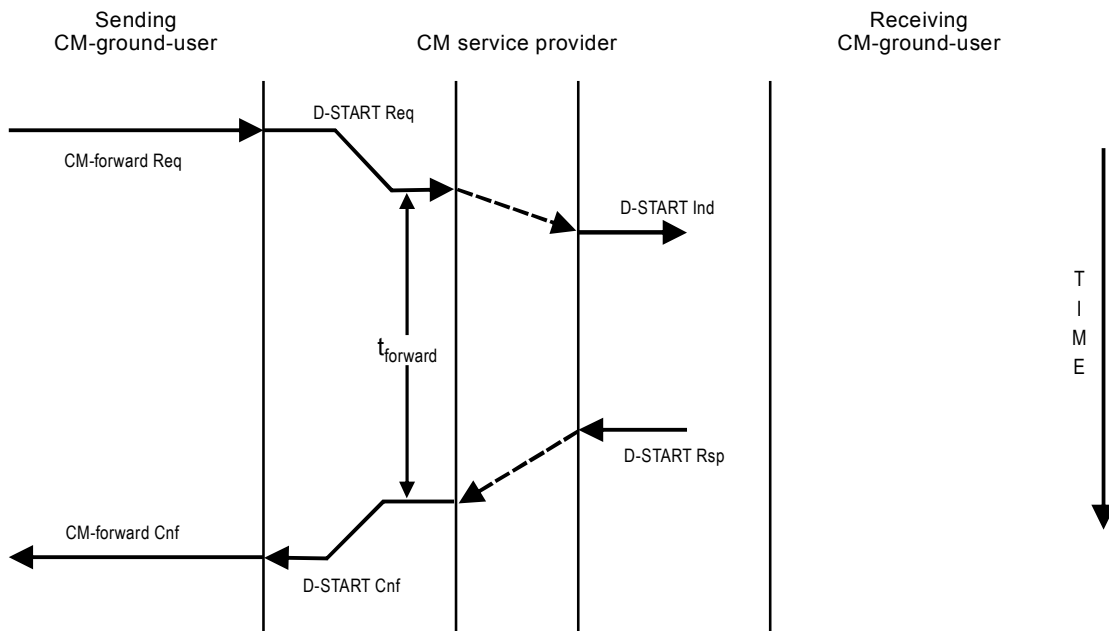 Sending
CM-ground-user
CM service provider
Receiving
CM-ground-user
D-START Req
CM-forward Req
D-START Ind
T
I
M
E
tforward
D-START Rsp
CM-forward Cnf
D-START Cnf